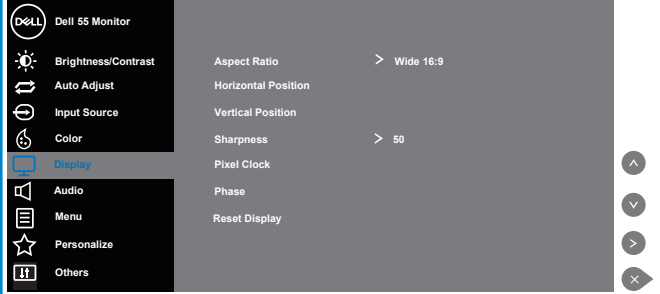 DELL Dell 55 Monitor
Brightness/Contrast
Aspect Ratio > Wide 16:9
Auto Adjust
Horizontal Position
Input Source
Vertical Position
Color
Sharpness > 50
Display
Pixel Clock
Audio
Phase
Menu
Reset Display
Personalize
Others